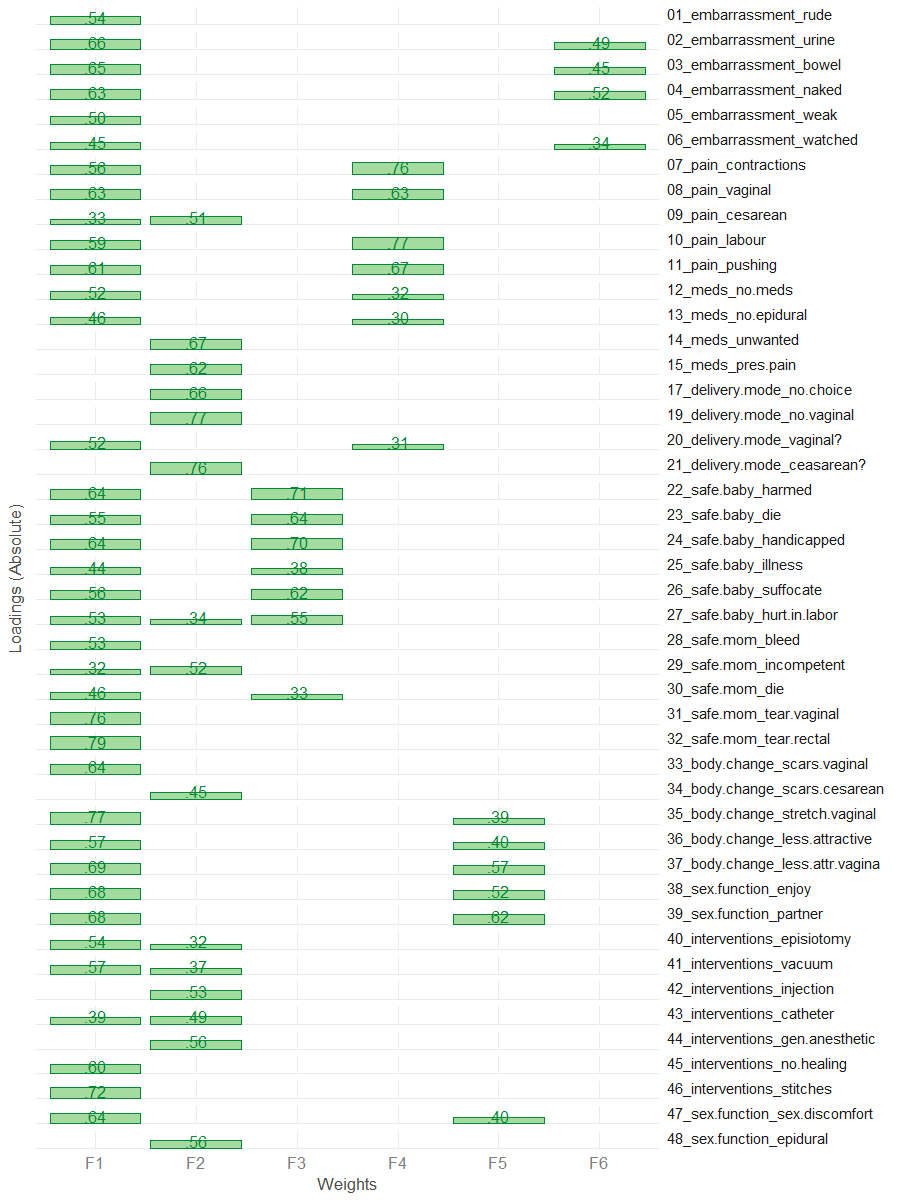 .54 01_embarrassment_rude
.66 .49 02_embarrassment_urine
.65 .45 03_embarrassment_bowel
.63 .52 04_embarrassment_naked
.50 05_embarrassment_weak
.45 .34 06_embarrassment_watched
.56 .76 07_pain_contractions
.63 .63 08_pain_vaginal
.33 .51 09_pain_cesarean
.59 .77 10_pain_labour
.61 .67 11_pain_pushing
.52 .32 12_meds_no.meds
.46 .30 13_meds_no.epidural
.67 14_meds_unwanted
.62 15_meds_pres.pain
.66 17_delivery.mode_no.choice
.77 19_delivery.mode_no.vaginal
.52 .31 20_delivery.mode_vaginal?
.76 21_delivery.mode_ceasarean?
.64 .71 22_safe.baby_harmed
.55 .64 23_safe.baby_die
.64 .70 24_safe.baby_handicapped
.44 .38 25_safe.baby_illness
.56 .62 26_safe.baby_suffocate
.53 .34 .55 27_safe.baby_hurt.in.labor
.53 28_safe.mom_bleed
.32 .52 29_safe.mom_incompetent
.46 .33 30_safe.mom_die
.76 31_safe.mom_tear.vaginal
.79 32_safe.mom_tear.rectal
.64 33_body.change_scars.vaginal
.45 34_body.change_scars.cesarean
.77 .39 35_body.change_stretch.vaginal
.57 .40 36_body.change_less.attractive
.69 .57 37_body.change_less.attr.vagina
.68 .52 38_sex.function_enjoy
.68 .62 39_sex.function_partner
.54 .32 40_interventions_episiotomy
.57 .37 41_interventions_vacuum
.53 42_interventions_injection
.39 .49 43_interventions_catheter
.56 44_interventions_gen.anesthetic
.60 45_interventions_no.healing
.72 46_interventions_stitches
.64 .40 47_sex.function_sex.discomfort
.56 48_sex.function_epidural
F1 F2 F3 F4 F5 F6
Weights
Loadings (Absolute)